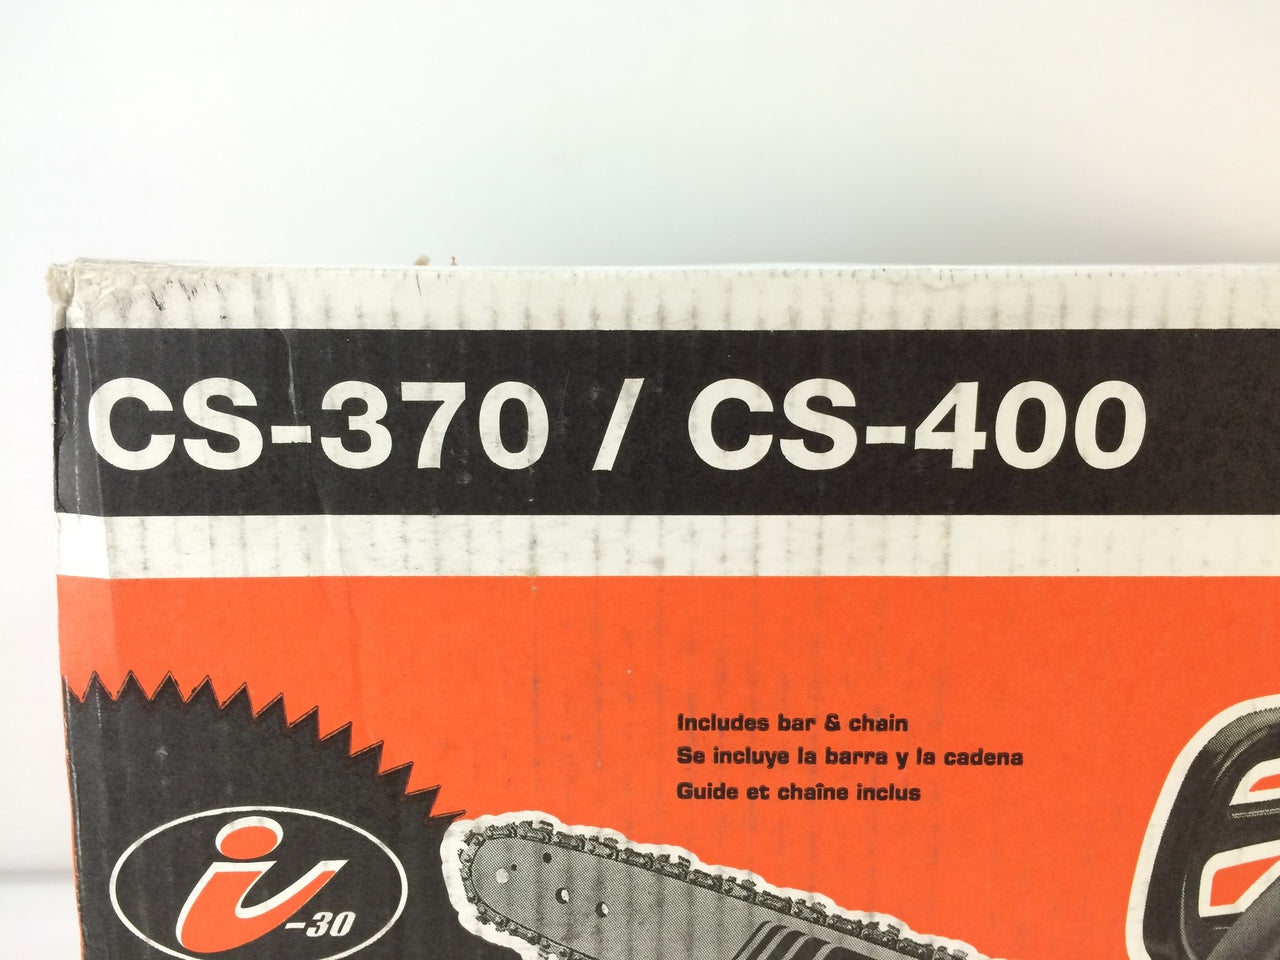 CS-370 / CS-400
Includes bar & chain
Se incluye la barra y la cadena
Guide et chaîne inclus
i-30